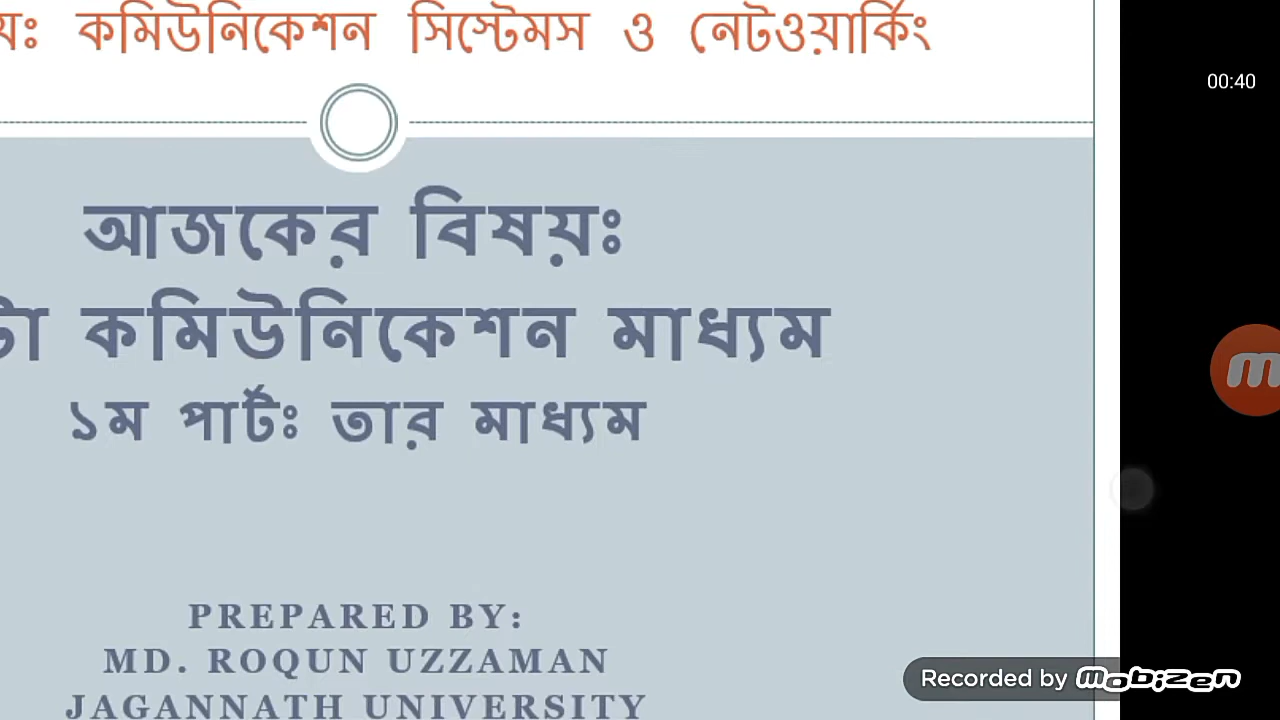 কমিউনিকেশন সিস্টেমস ও নেটওয়ার্কিং
00:40
আজকের বিষয়ঃ
কমিউনিকেশন মাধ্যম
১ম পার্টঃ তার মাধ্যম
PREPARED BY:
MD. ROQUN UZZAMAN
JAGANNATH UNIVERSITY
Recorded by mobizen